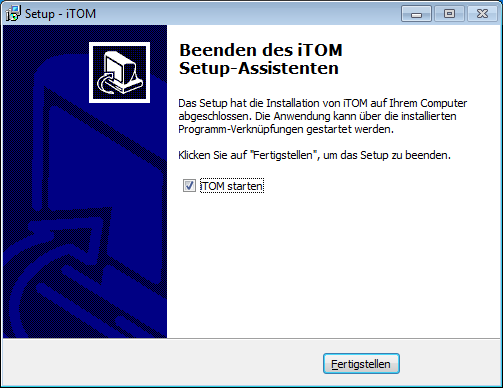 Setup - iTOM
Beenden des iTOM
Setup-Assistenten
Das Setup hat die Installation von iTOM auf Ihrem Computer
abgeschlossen. Die Anwendung kann über die installierten
Programm-Verknüpfungen gestartet werden.
Klicken Sie auf "Fertigstellen", um das Setup zu beenden.
iTOM starten
Fertigstellen